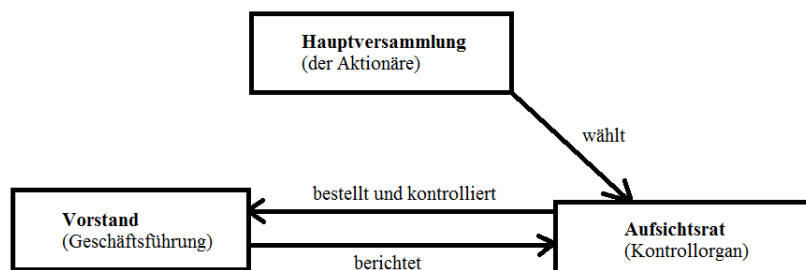 Hauptversammlung
(der Aktionäre)
wählt
bestellt und kontrolliert
Vorstand
(Geschäftsführung)
Aufsichtsrat
(Kontrollorgan)
berichtet